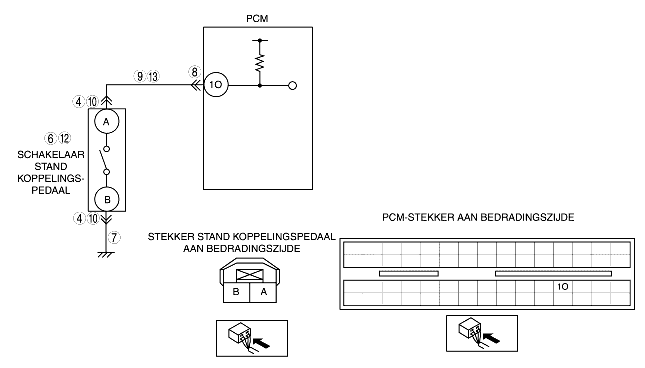 PCM
8
9 13
1O
4 10
A
6 12
SCHAKELAAR
STAND
KOPPELINGS-
PEDAAL
B
4 10
7
STEKKER STAND KOPPELINGSPEDAAL
AAN BEDRADINGSZIJDE
B A
PCM-STEKKER AAN BEDRADINGSZIJDE
1O